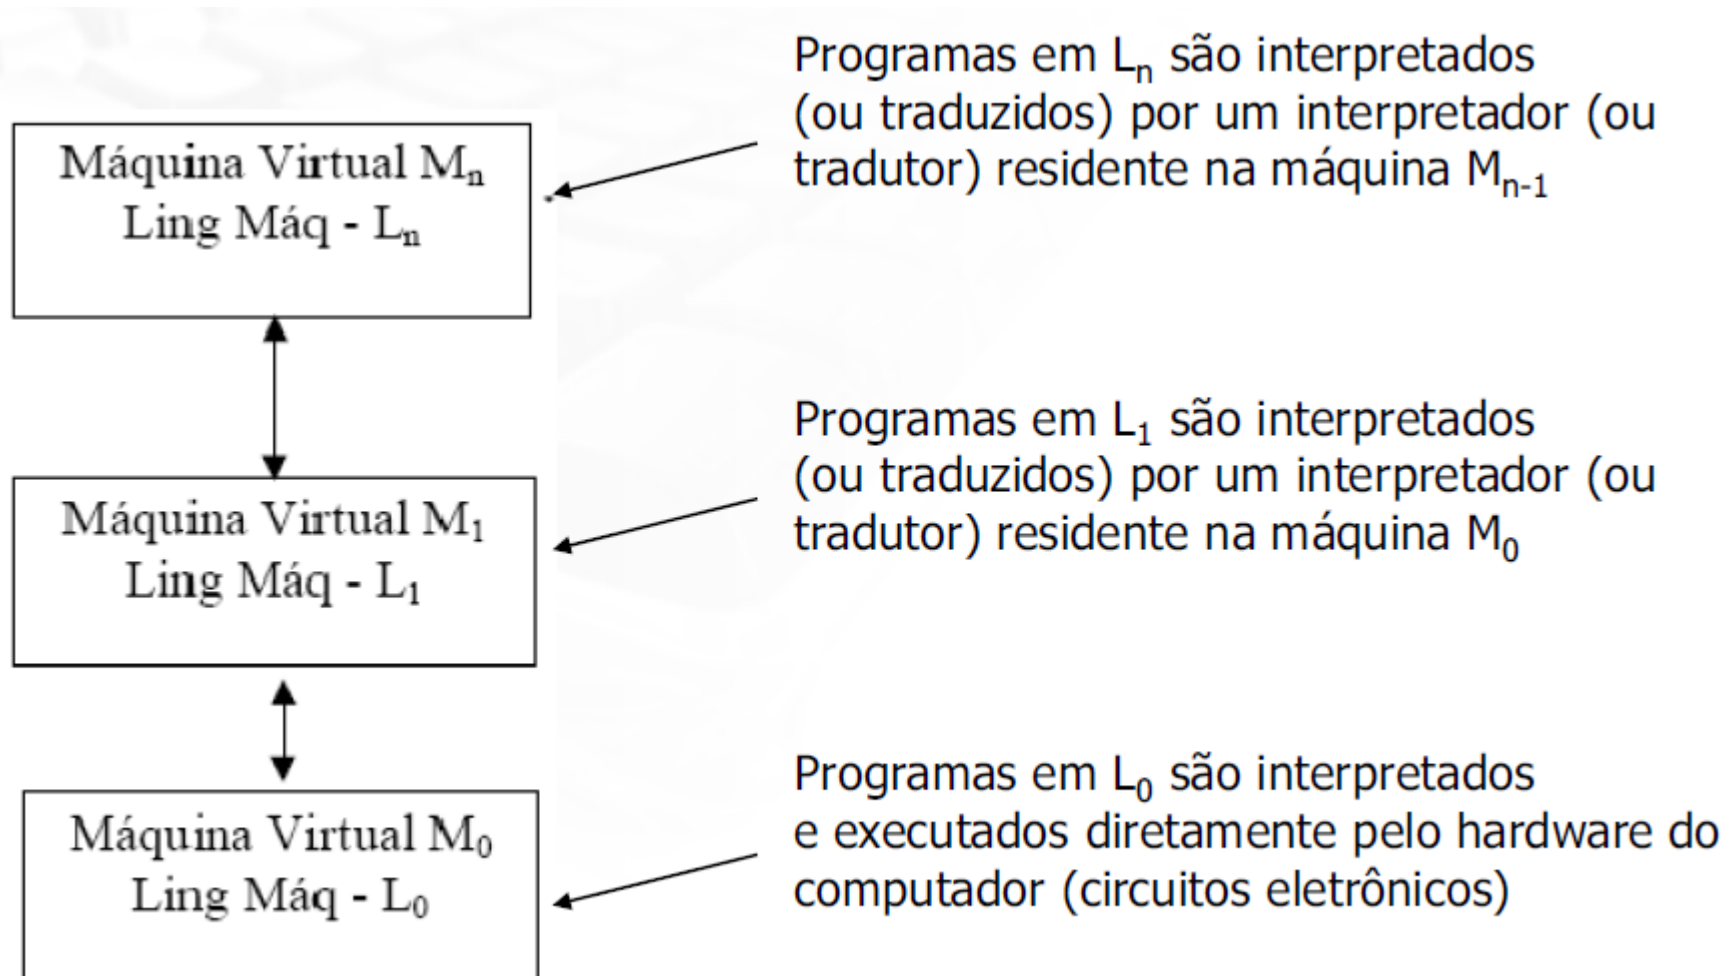 Programas em Lₙ são interpretados
(ou traduzidos) por um interpretador (ou
tradutor) residente na máquina Mₙ₋₁
Máquina Virtual Mₙ
Ling Máq - Lₙ
Programas em L₁ são interpretados
(ou traduzidos) por um interpretador (ou
tradutor) residente na máquina M₀
Máquina Virtual M₁
Ling Máq - L₁
Programas em L₀ são interpretados
e executados diretamente pelo hardware do
computador (circuitos eletrônicos)
Máquina Virtual M₀
Ling Máq - L₀